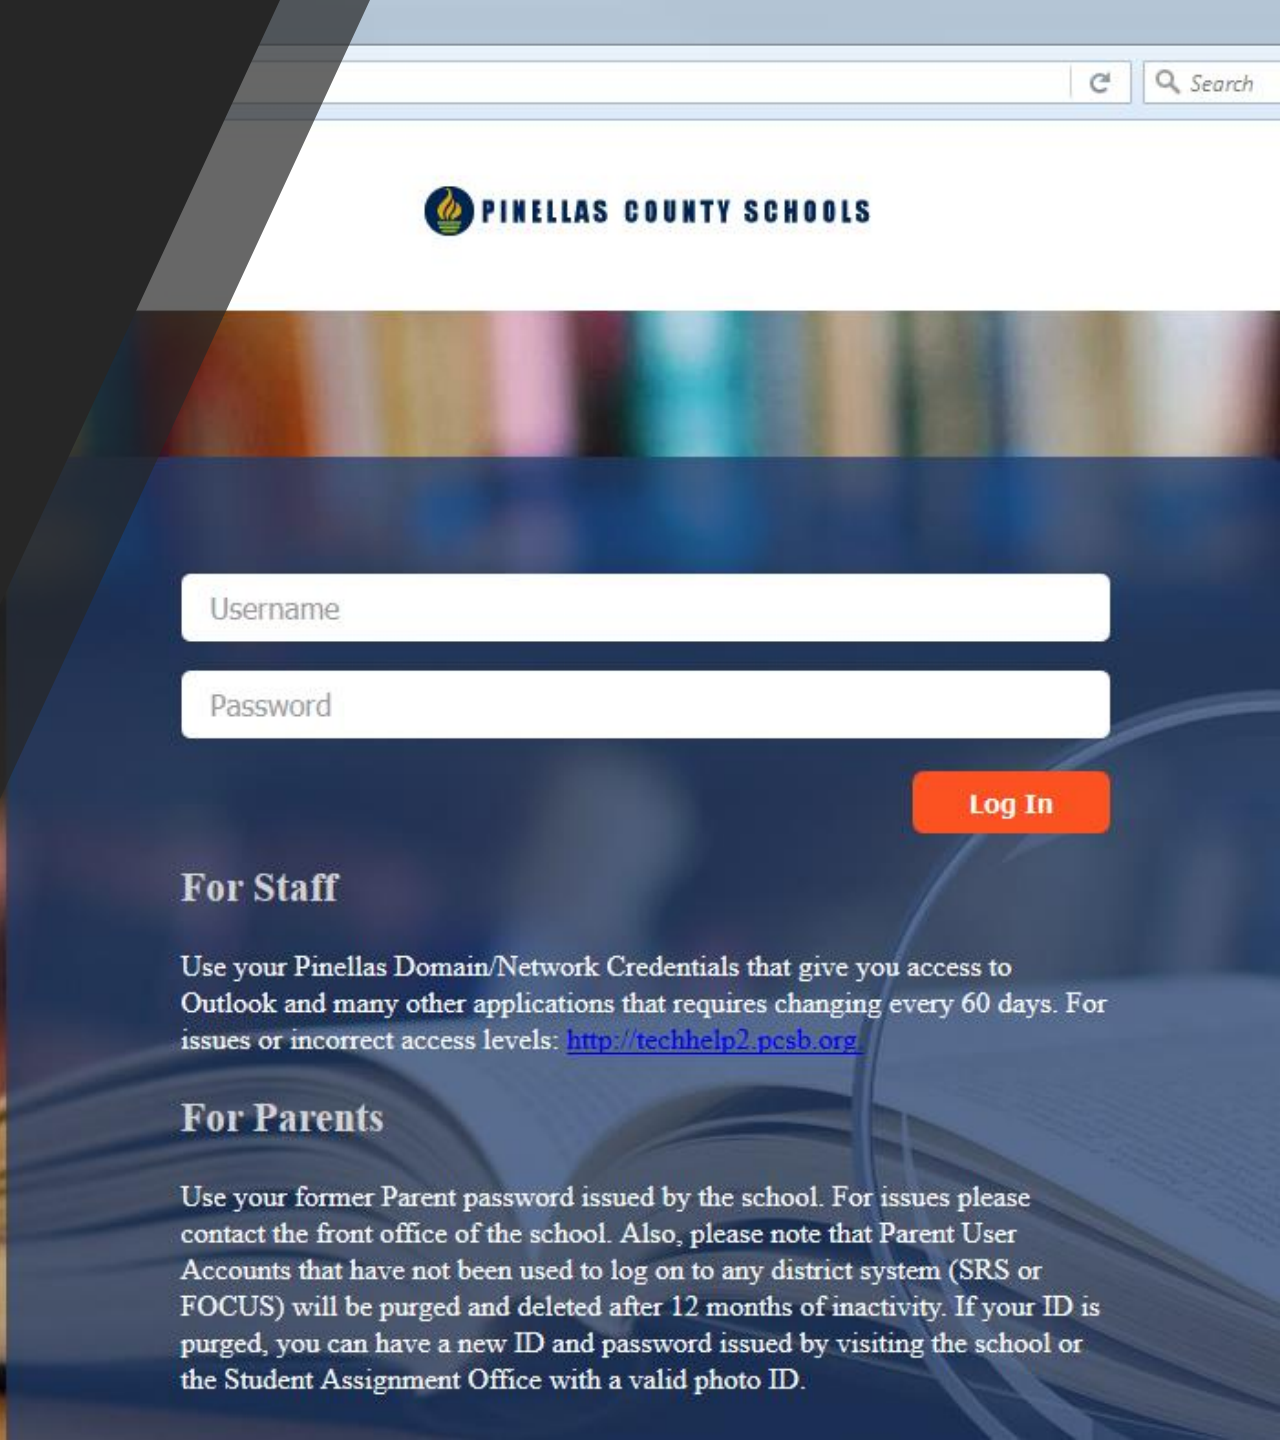 Search
PINELLAS COUNTY SCHOOLS
Username
Password
Log In
For Staff
Use your Pinellas Domain/Network Credentials that give you access to
Outlook and many other applications that requires changing every 60 days. For
issues or incorrect access levels: http://techhelp2.pcsb.org.
For Parents
Use your former Parent password issued by the school. For issues please
contact the front office of the school. Also, please note that Parent User
Accounts that have not been used to log on to any district system (SRS or
FOCUS) will be purged and deleted after 12 months of inactivity. If your ID is
purged, you can have a new ID and password issued by visiting the school or
the Student Assignment Office with a valid photo ID.